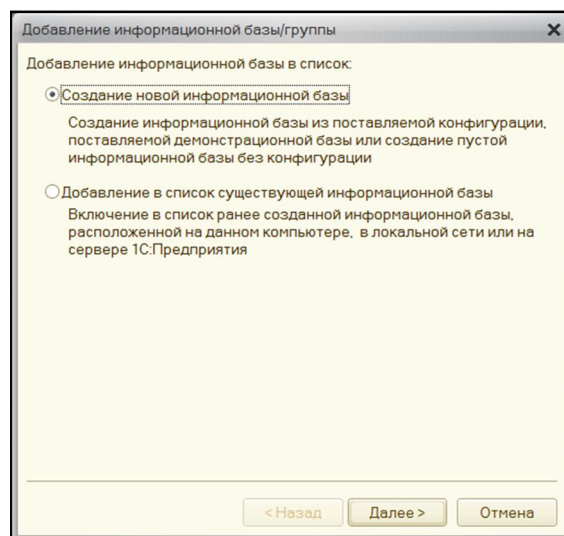 Добавление информационной базы/группы
Добавление информационной базы в список:
Создание новой информационной базы
Создание информационной базы из поставляемой конфигурации,
поставляемой демонстрационной базы или создание пустой
информационной базы без конфигурации
Добавление в список существующей информационной базы
Включение в список ранее созданной информационной базы,
расположенной на данном компьютере, в локальной сети или на
сервере 1С:Предприятия
< Назад Далее > Отмена